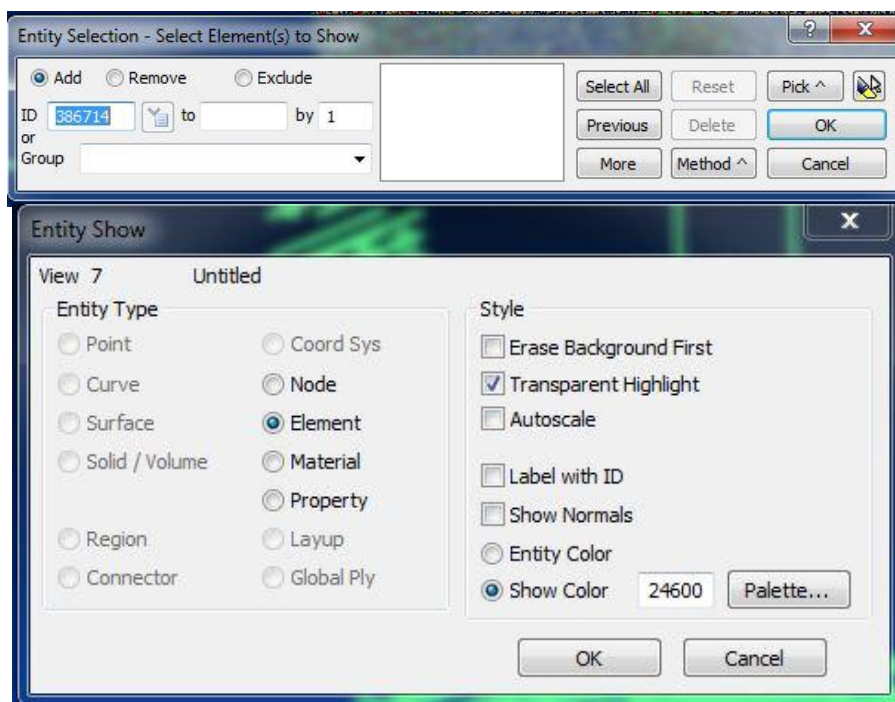 Entity Selection - Select Element(s) to Show
? X
Add Remove Exclude
ID 386714 to by 1
or
Group
Select All Reset Pick ^
Previous Delete OK
More Method ^ Cancel
Entity Show
X
View 7 Untitled
Entity Type
Point Coord Sys
Curve Node
Surface Element
Solid / Volume Material
Property
Region Layup
Connector Global Ply
Style
Erase Background First
Transparent Highlight
Autoscale
Label with ID
Show Normals
Entity Color
Show Color 24600 Palette...
OK Cancel